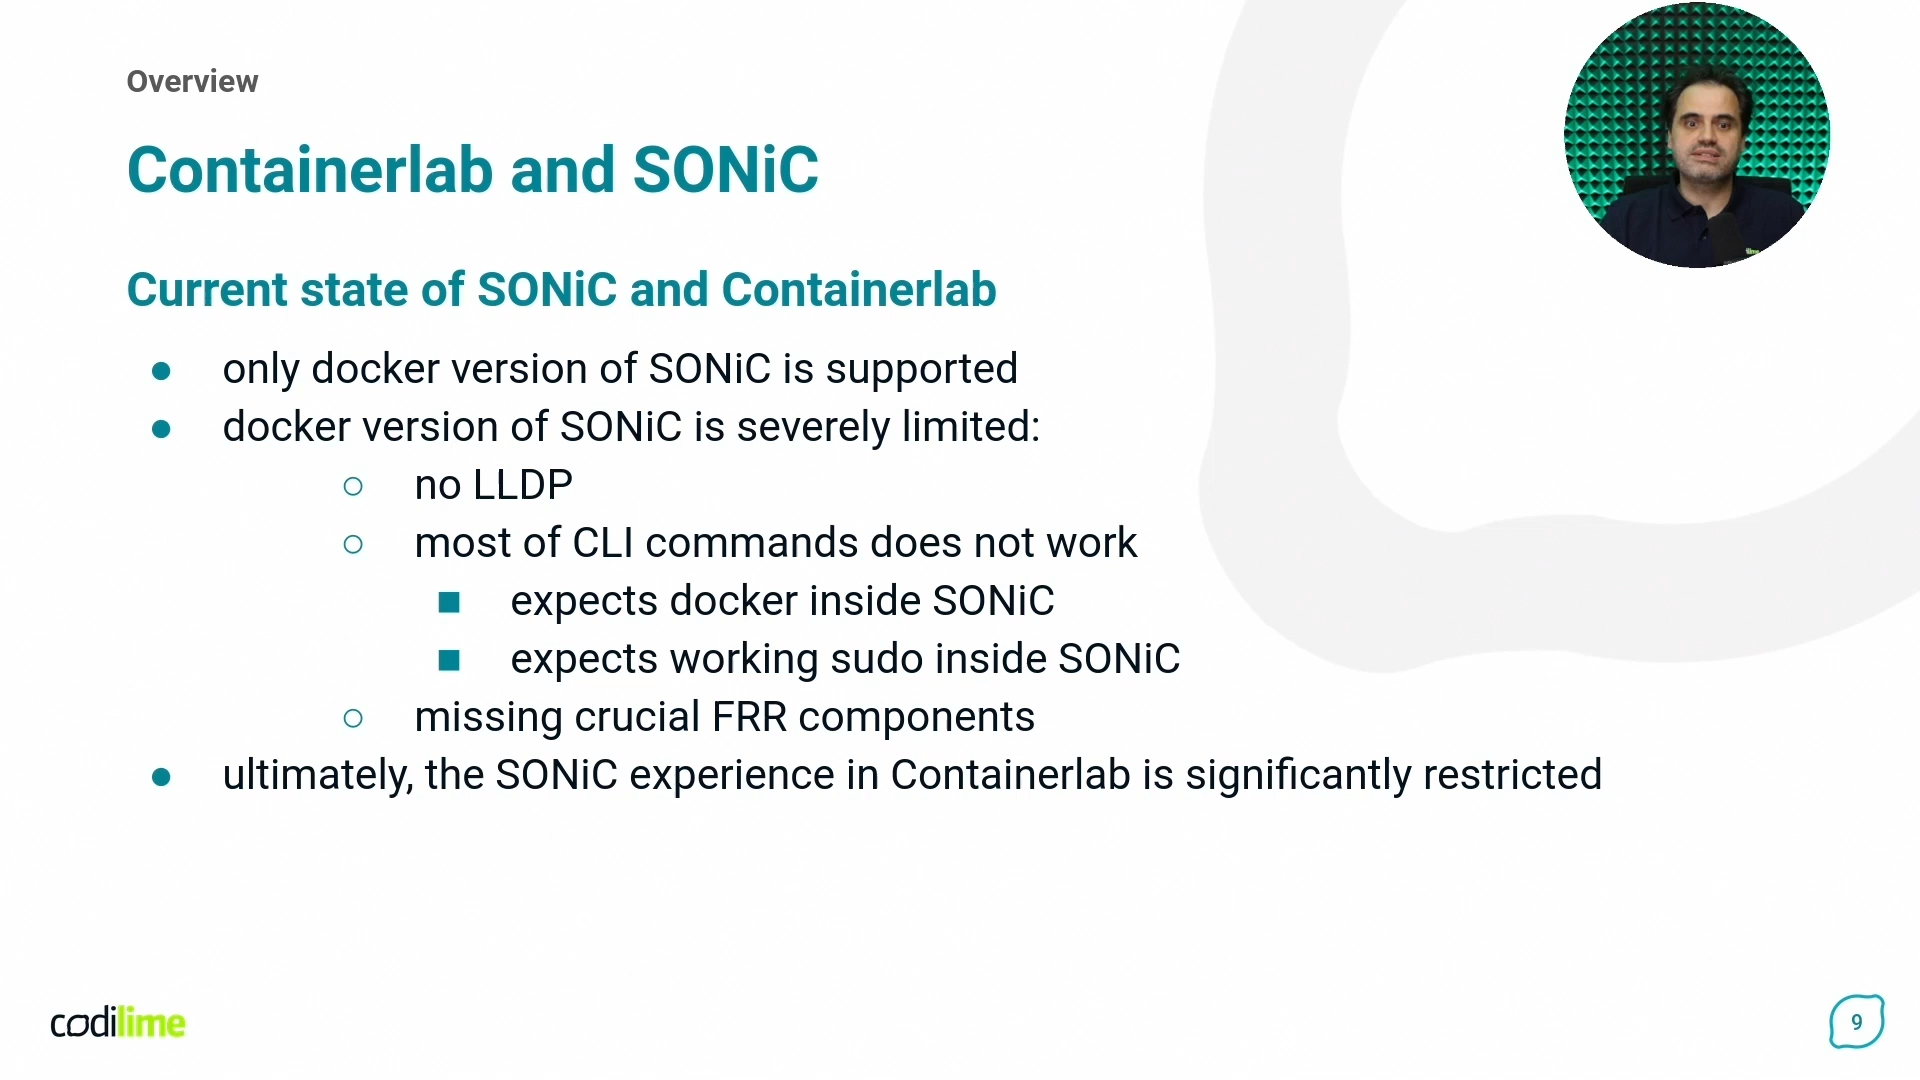 Overview
Containerlab and SONiC
Current state of SONiC and Containerlab
● only docker version of SONiC is supported
● docker version of SONiC is severely limited:
○ no LLDP
○ most of CLI commands does not work
■ expects docker inside SONiC
■ expects working sudo inside SONiC
○ missing crucial FRR components
● ultimately, the SONiC experience in Containerlab is significantly restricted
codilime
9